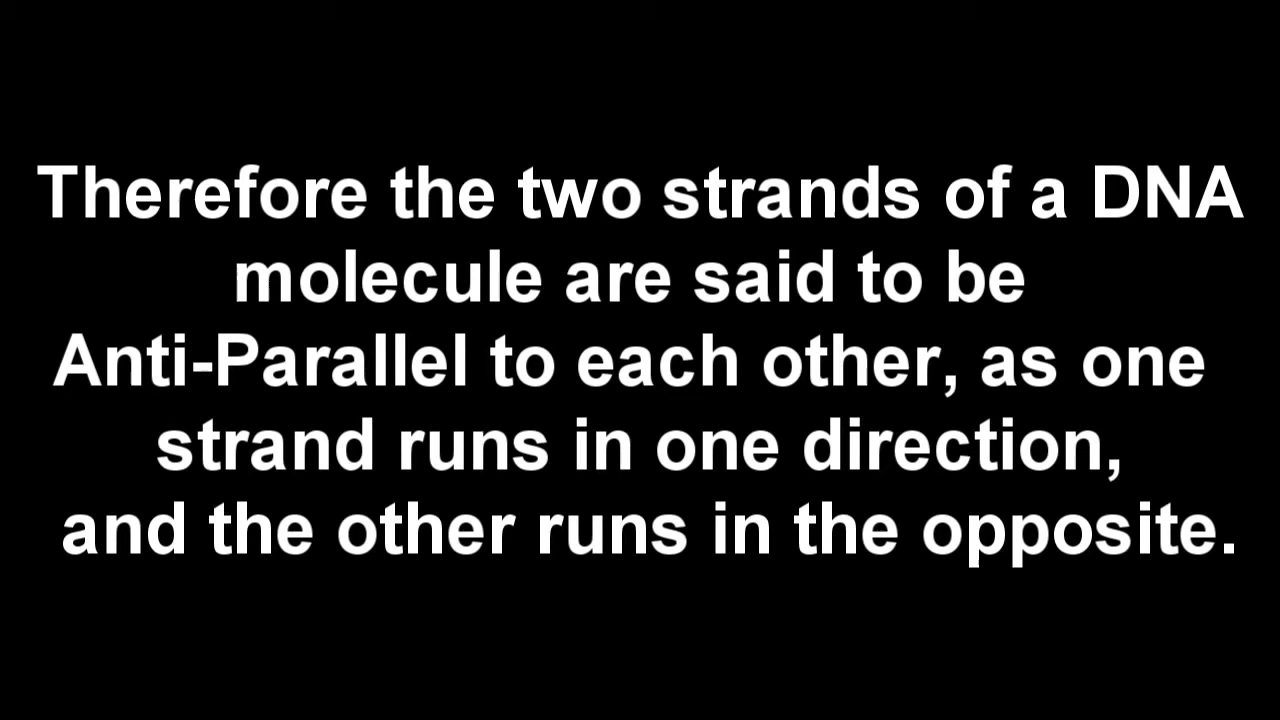 Therefore the two strands of a DNA
molecule are said to be
Anti-Parallel to each other, as one
strand runs in one direction,
and the other runs in the opposite.